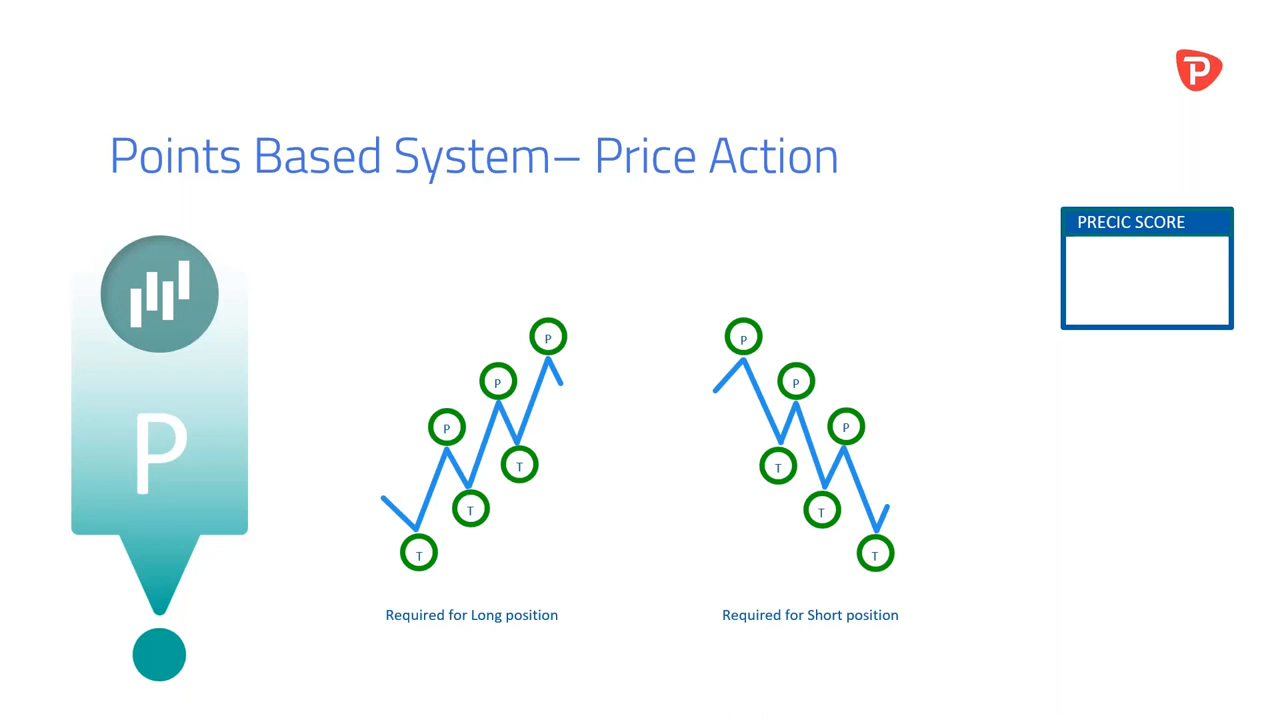 P
Points Based System– Price Action
PRECIC SCORE
P
P
P
P
P
P
P
T
T
T
T
T
T
Required for Long position
Required for Short position